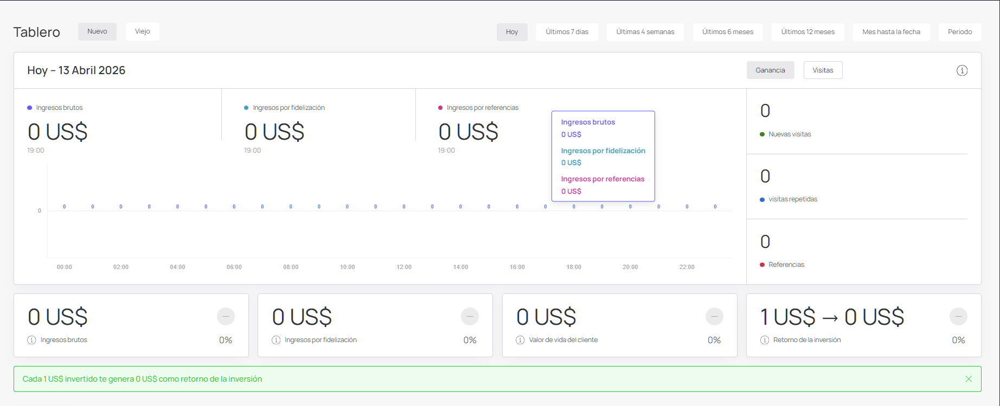 Tablero
Nuevo
Viejo
Hoy
Últimos 7 días
Últimas 4 semanas
Últimos 6 meses
Últimos 12 meses
Mes hasta la fecha
Periodo
Hoy – 13 Abril 2026
Ganancia
Visitas
Ingresos brutos
0 US$
19:00
Ingresos por fidelización
0 US$
19:00
Ingresos por referencias
0 US$
19:00
Ingresos brutos
0 US$
Ingresos por fidelización
0 US$
Ingresos por referencias
0 US$
0
0 0 0 0 0 0 0 0 0 0 0 0 0 0 0 0 0 0 0 0 0 0 0 0
00:00 02:00 04:00 06:00 08:00 10:00 12:00 14:00 16:00 18:00 20:00 22:00
0
Nuevas visitas
0
visitas repetidas
0
Referencias
0 US$
Ingresos brutos
0%
0 US$
Ingresos por fidelización
0%
0 US$
Valor de vida del cliente
0%
1 US$ → 0 US$
Retorno de la inversión
0%
Cada 1 US$ invertido te genera 0 US$ como retorno de la inversión